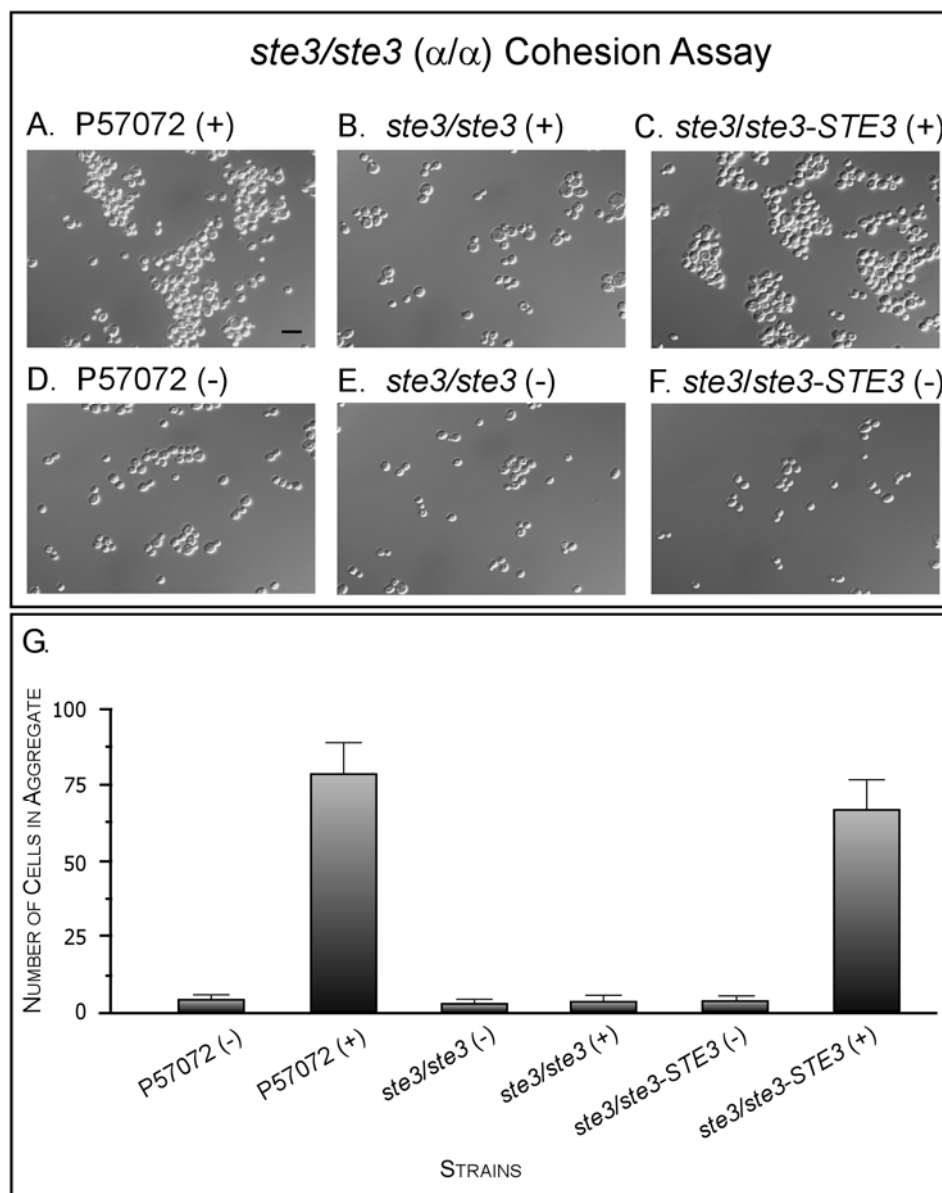 ste3/ste3 (α/α) Cohesion Assay
A. P57072 (+)
B. ste3/ste3 (+)
C. ste3/ste3-STE3 (+)
D. P57072 (-)
E. ste3/ste3 (-)
F. ste3/ste3-STE3 (-)
G.
NUMBER OF CELLS IN AGGREGATE
100
75
50
25
0
P57072 (-)
P57072 (+)
ste3/ste3 (-)
ste3/ste3 (+)
ste3/ste3-STE3 (-)
ste3/ste3-STE3 (+)
STRAINS